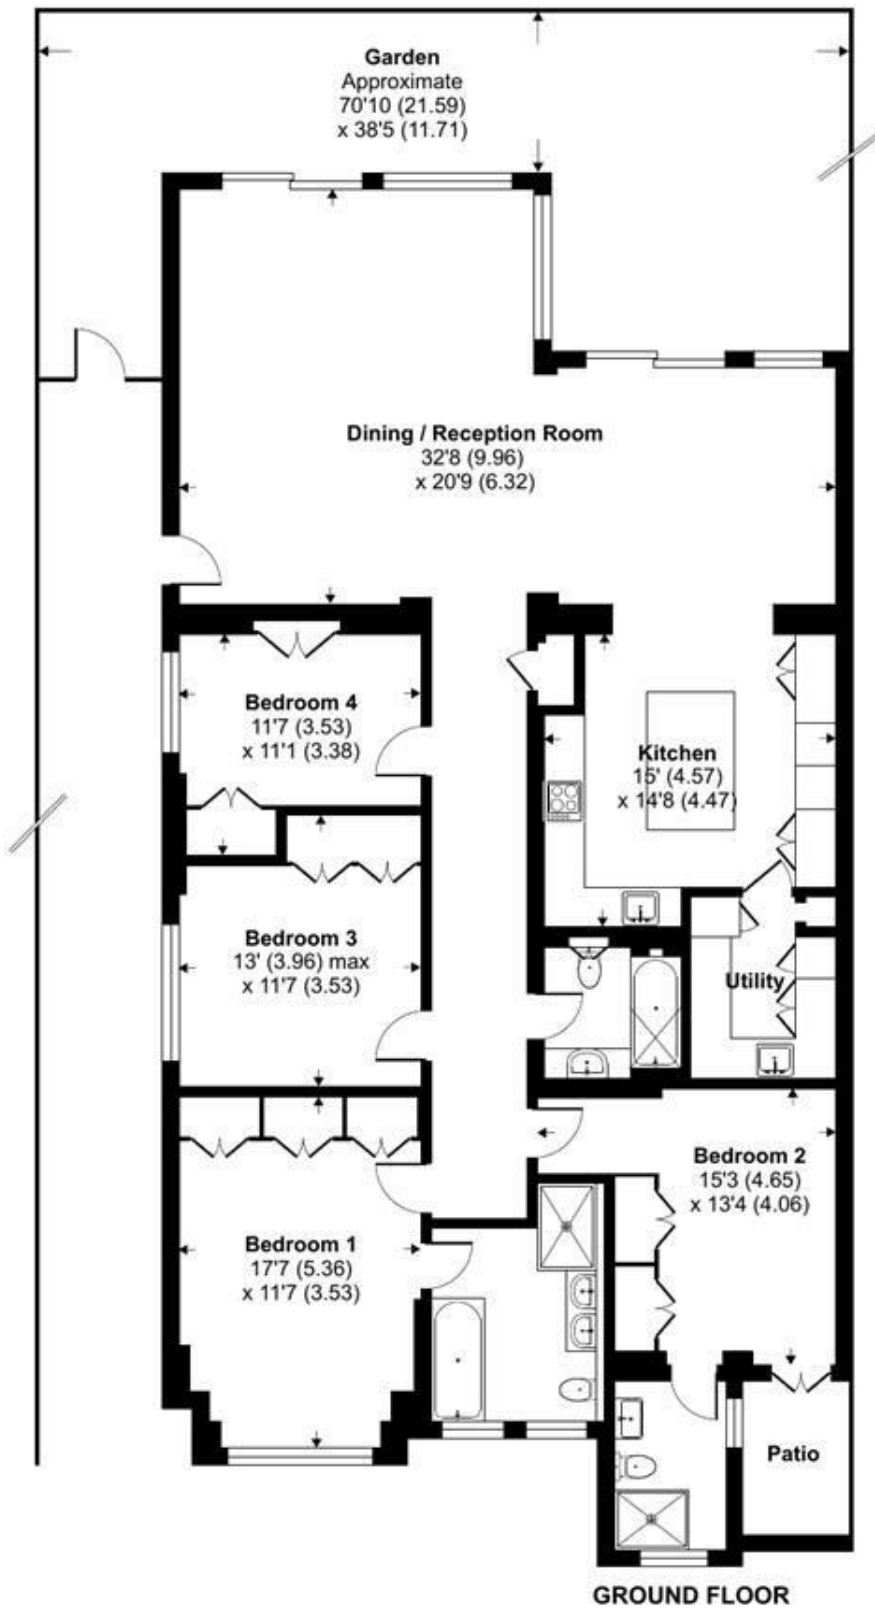 Garden
Approximate
70'10 (21.59)
x 38'5 (11.71)
Dining / Reception Room
32'8 (9.96)
x 20'9 (6.32)
Bedroom 4
11'7 (3.53)
x 11'1 (3.38)
Kitchen
15' (4.57)
x 14'8 (4.47)
Bedroom 3
13' (3.96) max
x 11'7 (3.53)
Utility
Bedroom 2
15'3 (4.65)
x 13'4 (4.06)
Bedroom 1
17'7 (5.36)
x 11'7 (3.53)
Patio
GROUND FLOOR